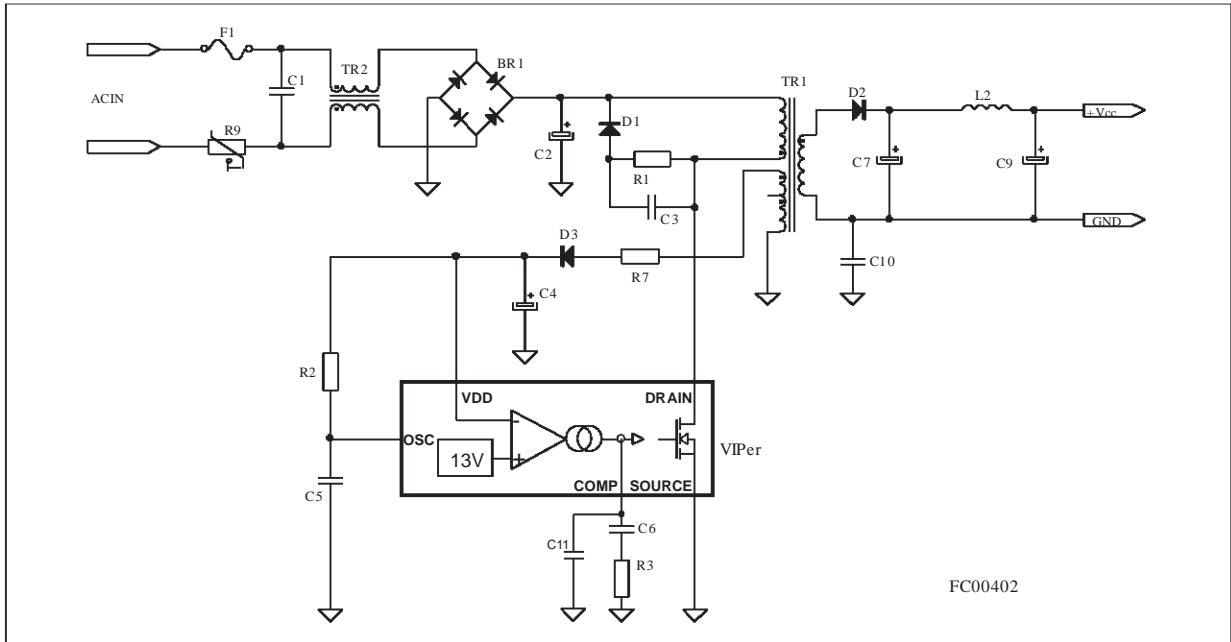 F1
BR1
TR2
C1
TR1
D2
L2
ACIN
+Vcc
D1
R9
C2
C7
C9
T°
R1
C3
GND
D3
C10
R7
C4
R2
VDD
DRAIN
-
OSC
13V
+
VIPer
COMP
SOURCE
C5
C6
C11
R3
FC00402